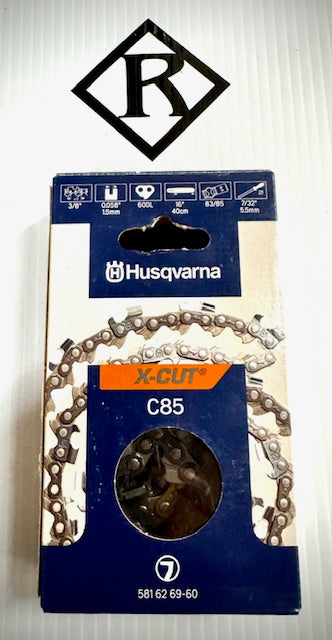 R
3/8" 0.058" 60DL 16" 83/85 7/32"
1.5mm 40cm 5.5mm
Husqvarna
X-CUT®
C85
7
581 62 69-60